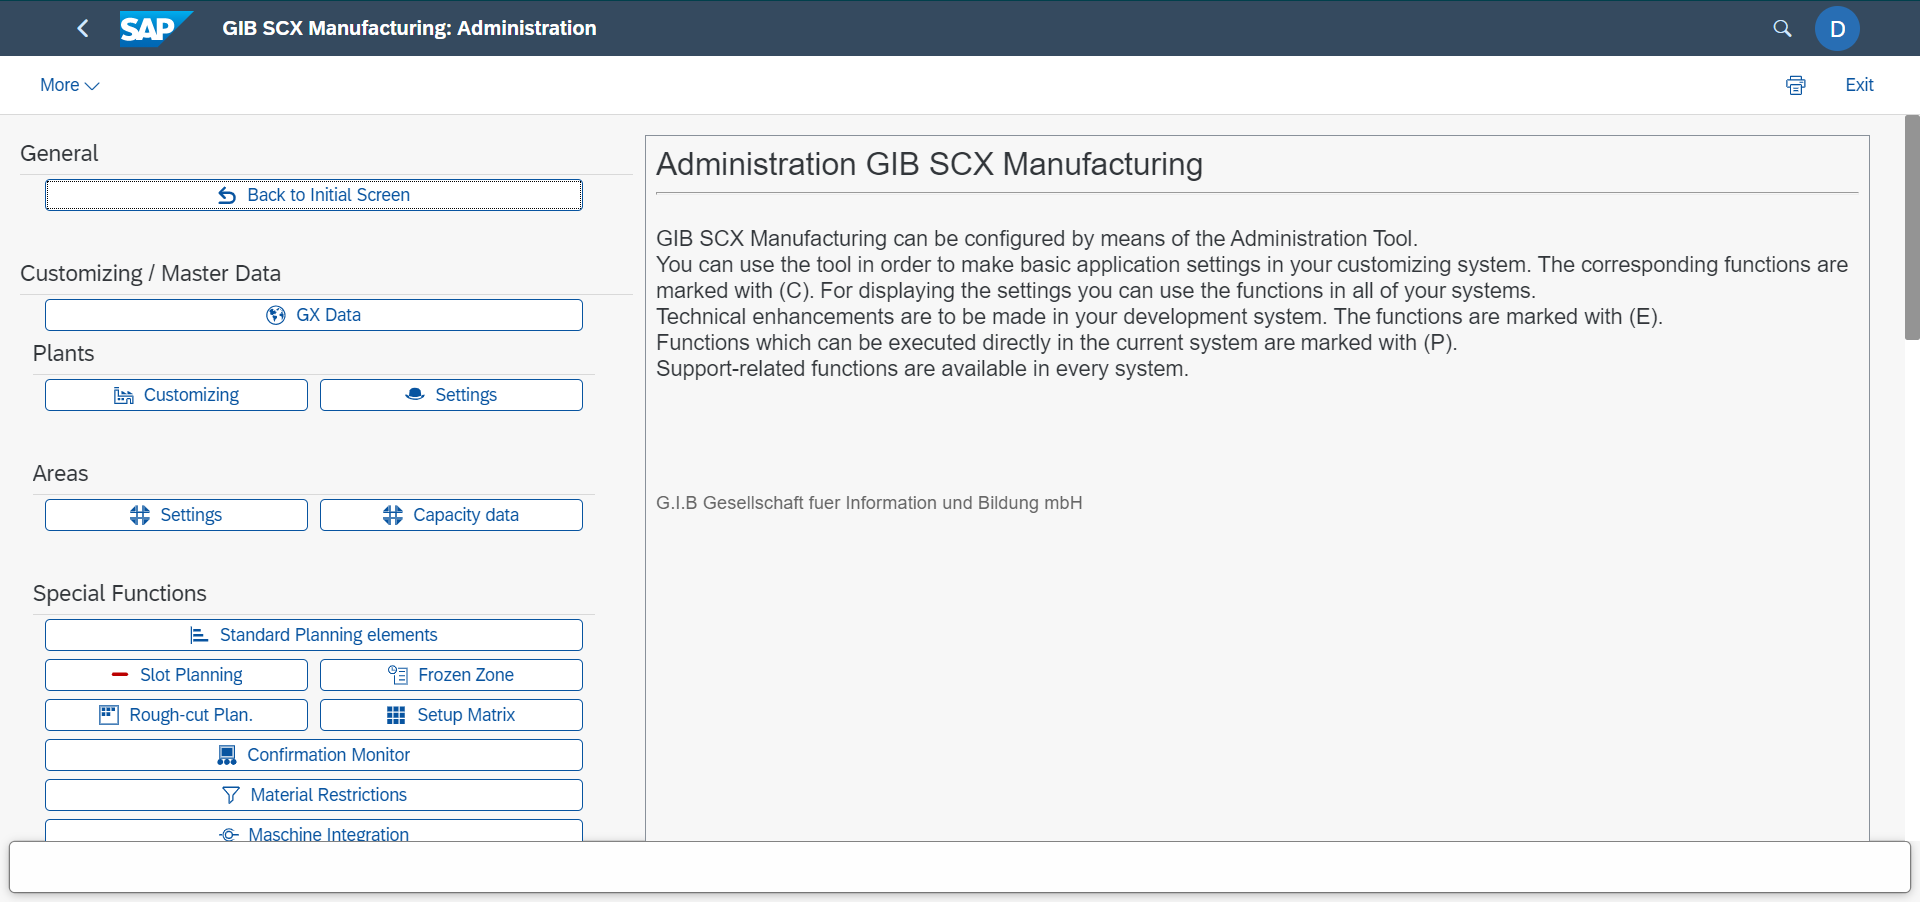 SAP GIB SCX Manufacturing: Administration D
More Exit
General
Back to Initial Screen
Customizing / Master Data
GX Data
Plants
Customizing Settings
Areas
Settings Capacity data
Special Functions
Standard Planning elements
Slot Planning Frozen Zone
Rough-cut Plan. Setup Matrix
Confirmation Monitor
Material Restrictions
Maschine Integration
Administration GIB SCX Manufacturing
GIB SCX Manufacturing can be configured by means of the Administration Tool.
You can use the tool in order to make basic application settings in your customizing system. The corresponding functions are
marked with (C). For displaying the settings you can use the functions in all of your systems.
Technical enhancements are to be made in your development system. The functions are marked with (E).
Functions which can be executed directly in the current system are marked with (P).
Support-related functions are available in every system.
G.I.B Gesellschaft fuer Information und Bildung mbH